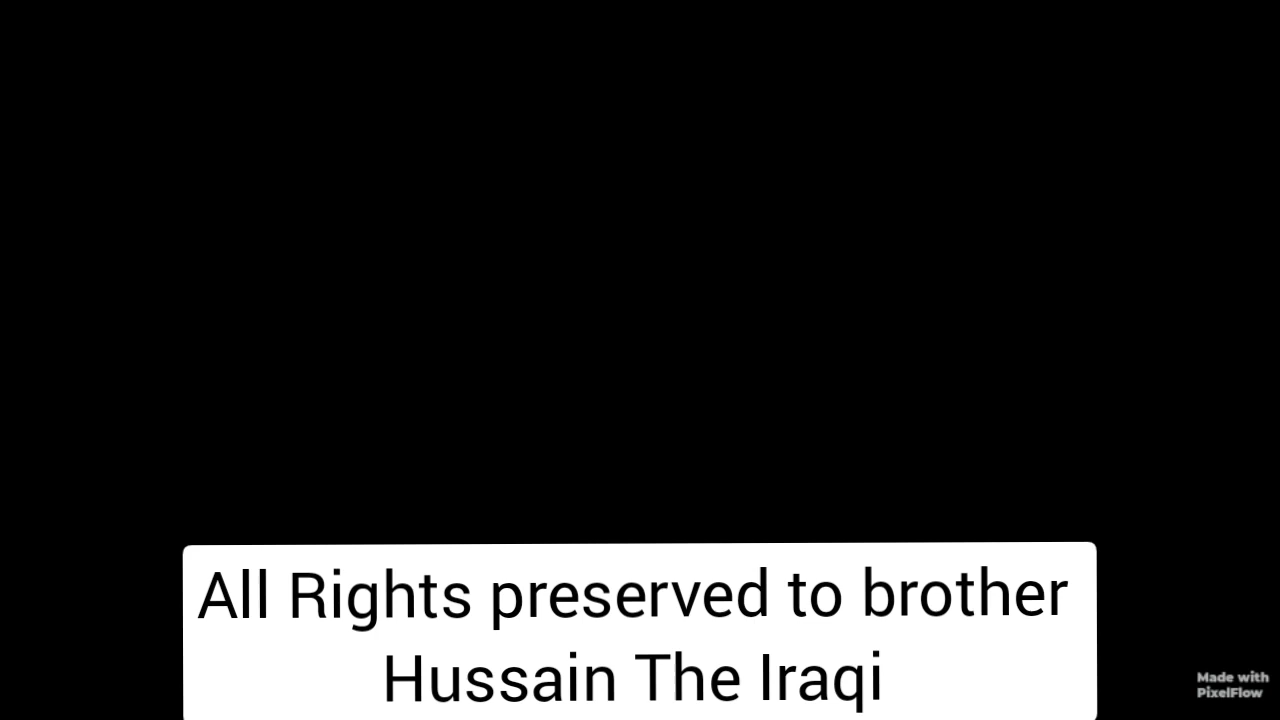 All Rights preserved to brother
Hussain The Iraqi
Made with
PixelFlow